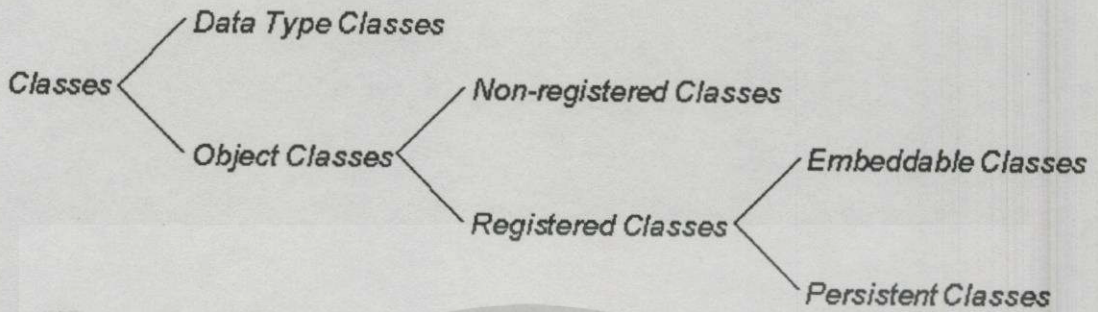 Data Type Classes
Classes
Non-registered Classes
Object Classes
Embeddable Classes
Registered Classes
Persistent Classes